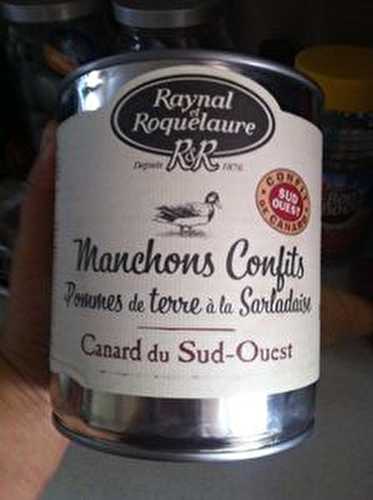 Raynal
et
Roquelaure
R&R
Depuis 1876
CONFIT
SUD
OUEST
DE CANARD
Manchons Confits
Pommes de terre à la Sarladaise
Canard du Sud-Ouest